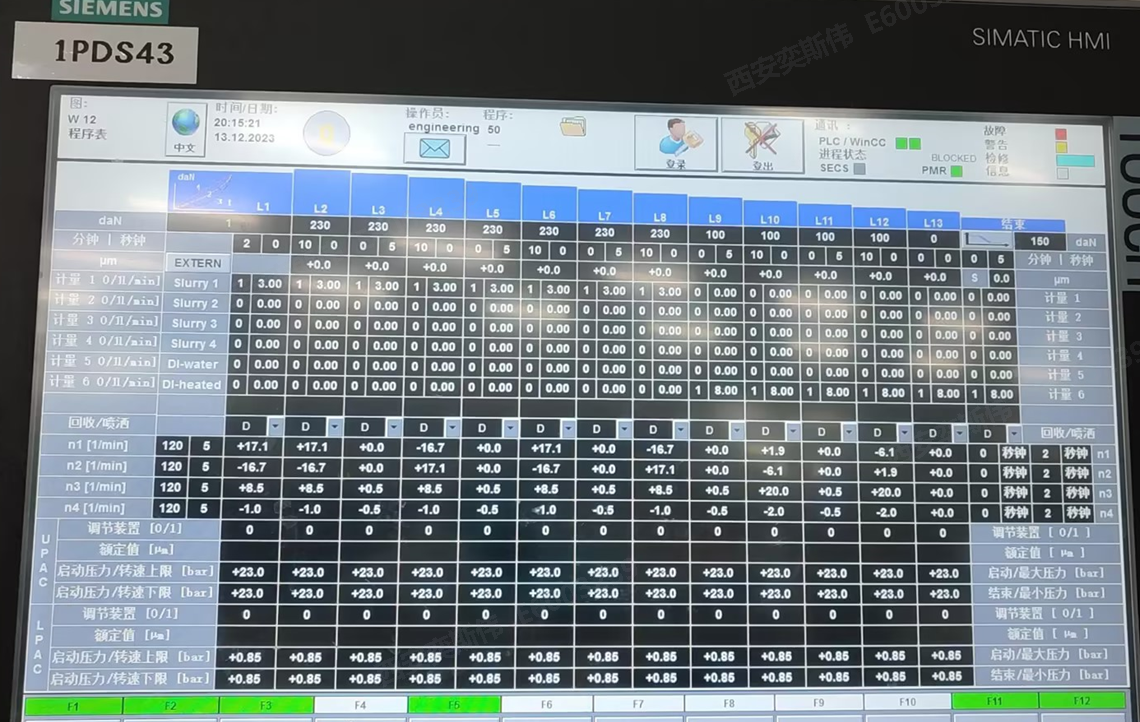 SIEMENS
1PDS43
SIMATIC HMI
西安奕斯伟
图:
W 12
程序表
中文
时间/日期:
20:15:21
13.12.2023
操作员:
engineering
程序:
50
登录
登出
通讯 :
PLC / WinCC
进程状态
SECS
BLOCKED
PMR
故障
警告
检修
信息
daN L1 L2 L3 L4 L5 L6 L7 L8 L9 L10 L11 L12 L13 结束
daN 1 230 230 230 230 230 230 230 100 100 100 100 0 150 daN
分钟 | 秒钟 2 0 10 0 0 5 10 0 0 5 10 0 0 5 10 0 0 5 10 0 0 5 10 0 0 5 0 5 分钟 | 秒钟
μm EXTERN +0.0 +0.0 +0.0 +0.0 +0.0 +0.0 +0.0 +0.0 +0.0 +0.0 +0.0 +0.0 S 0.0 μm
计量 1 0/1[l/min] Slurry 1 1 3.00 1 3.00 1 3.00 1 3.00 1 3.00 1 3.00 1 3.00 1 3.00 0 0.00 0 0.00 0 0.00 0 0.00 0 0.00 0 0.00 计量 1
计量 2 0/1[l/min] Slurry 2 0 0.00 0 0.00 0 0.00 0 0.00 0 0.00 0 0.00 0 0.00 0 0.00 0 0.00 0 0.00 0 0.00 0 0.00 0 0.00 0 0.00 计量 2
计量 3 0/1[l/min] Slurry 3 0 0.00 0 0.00 0 0.00 0 0.00 0 0.00 0 0.00 0 0.00 0 0.00 0 0.00 0 0.00 0 0.00 0 0.00 0 0.00 0 0.00 计量 3
计量 4 0/1[l/min] Slurry 4 0 0.00 0 0.00 0 0.00 0 0.00 0 0.00 0 0.00 0 0.00 0 0.00 0 0.00 0 0.00 0 0.00 0 0.00 0 0.00 0 0.00 计量 4
计量 5 0/1[l/min] DI-water 0 0.00 0 0.00 0 0.00 0 0.00 0 0.00 0 0.00 0 0.00 0 0.00 0 0.00 0 0.00 0 0.00 0 0.00 0 0.00 0 0.00 计量 5
计量 6 0/1[l/min] DI-heated 0 0.00 0 0.00 0 0.00 0 0.00 0 0.00 0 0.00 0 0.00 0 0.00 1 8.00 1 8.00 1 8.00 1 8.00 1 8.00 1 8.00 计量 6
回收/喷洒 D D D D D D D D D D D D D D 回收/喷洒
n1 [1/min] 120 5 +17.1 +17.1 +0.0 -16.7 +0.0 +17.1 +0.0 -16.7 +0.0 +1.9 +0.0 -6.1 +0.0 0 秒钟 2 秒钟 n1
n2 [1/min] 120 5 -16.7 -16.7 +0.0 +17.1 +0.0 -16.7 +0.0 +17.1 +0.0 -6.1 +0.0 +1.9 +0.0 0 秒钟 2 秒钟 n2
n3 [1/min] 120 5 +8.5 +8.5 +0.5 +8.5 +0.5 +8.5 +0.5 +8.5 +0.5 +20.0 +0.5 +20.0 +0.0 0 秒钟 2 秒钟 n3
n4 [1/min] 120 5 -1.0 -1.0 -0.5 -1.0 -0.5 -1.0 -0.5 -1.0 -0.5 -2.0 -0.5 -2.0 +0.0 0 秒钟 2 秒钟 n4
UPAC
调节装置 [0/1] 0 0 0 0 0 0 0 0 0 0 0 0 0 调节装置 [ 0/1 ]
额定值 [μm] 额定值 [ μm ]
启动压力/转速上限 [bar] +23.0 +23.0 +23.0 +23.0 +23.0 +23.0 +23.0 +23.0 +23.0 +23.0 +23.0 +23.0 +23.0 启动/最大压力 [bar]
启动压力/转速下限 [bar] +23.0 +23.0 +23.0 +23.0 +23.0 +23.0 +23.0 +23.0 +23.0 +23.0 +23.0 +23.0 +23.0 结束/最小压力 [bar]
LPAC
调节装置 [0/1] 0 0 0 0 0 0 0 0 0 0 0 0 0 调节装置 [ 0/1 ]
额定值 [μm] 额定值 [ μm ]
启动压力/转速上限 [bar] +0.85 +0.85 +0.85 +0.85 +0.85 +0.85 +0.85 +0.85 +0.85 +0.85 +0.85 +0.85 +0.85 启动/最大压力 [bar]
启动压力/转速下限 [bar] +0.85 +0.85 +0.85 +0.85 +0.85 +0.85 +0.85 +0.85 +0.85 +0.85 +0.85 +0.85 +0.85 结束/最小压力 [bar]
F1 F2 F3 F4 F5 F6 F7 F8 F9 F10 F11 F12